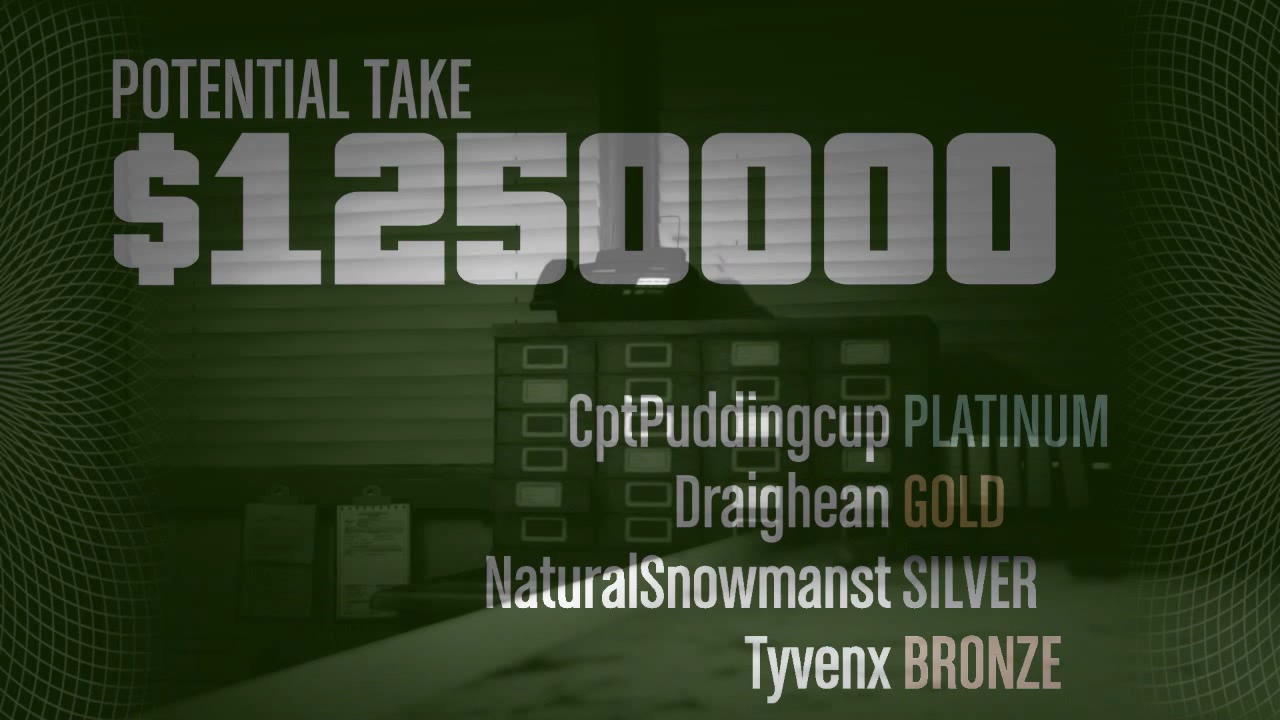 POTENTIAL TAKE
$1250000
CptPuddingcup PLATINUM
Draighean GOLD
NaturalSnowmanst SILVER
Tyvenx BRONZE